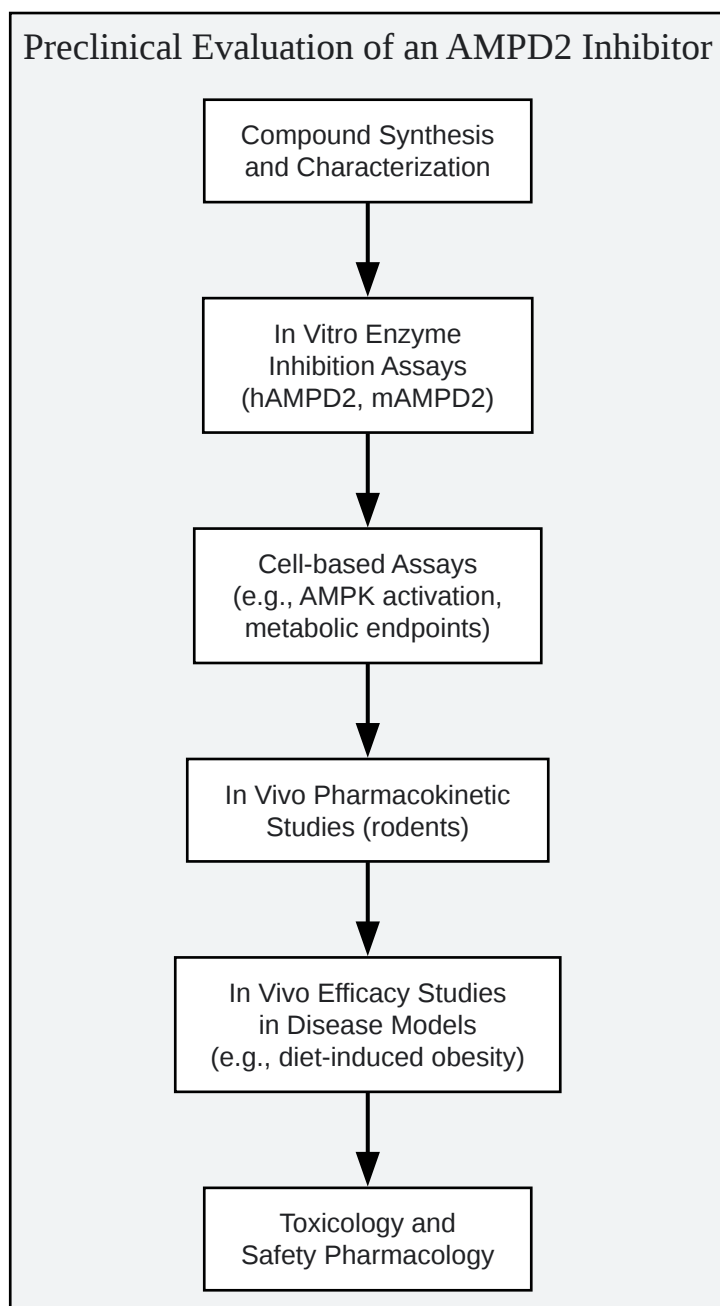 Preclinical Evaluation of an AMPD2 Inhibitor
Compound Synthesis
and Characterization
In Vitro Enzyme
Inhibition Assays
(hAMPD2, mAMPD2)
Cell-based Assays
(e.g., AMPK activation,
metabolic endpoints)
In Vivo Pharmacokinetic
Studies (rodents)
In Vivo Efficacy Studies
in Disease Models
(e.g., diet-induced obesity)
Toxicology and
Safety Pharmacology